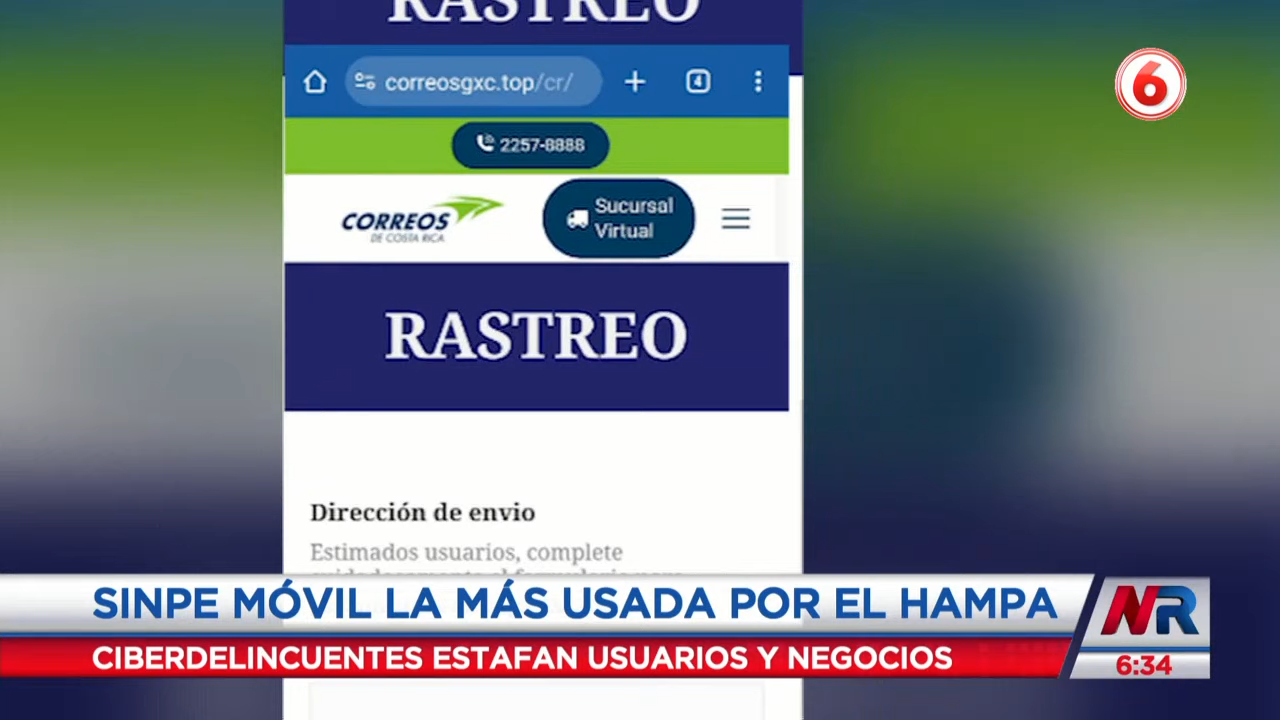 RASTREO
correosgxc.top/cr/
4
6
2257-8888
CORREOS
DE COSTA RICA
Sucursal
Virtual
RASTREO
Dirección de envio
Estimados usuarios, complete
SINPE MÓVIL LA MÁS USADA POR EL HAMPA
CIBERDELINCUENTES ESTAFAN USUARIOS Y NEGOCIOS
NR
6:34